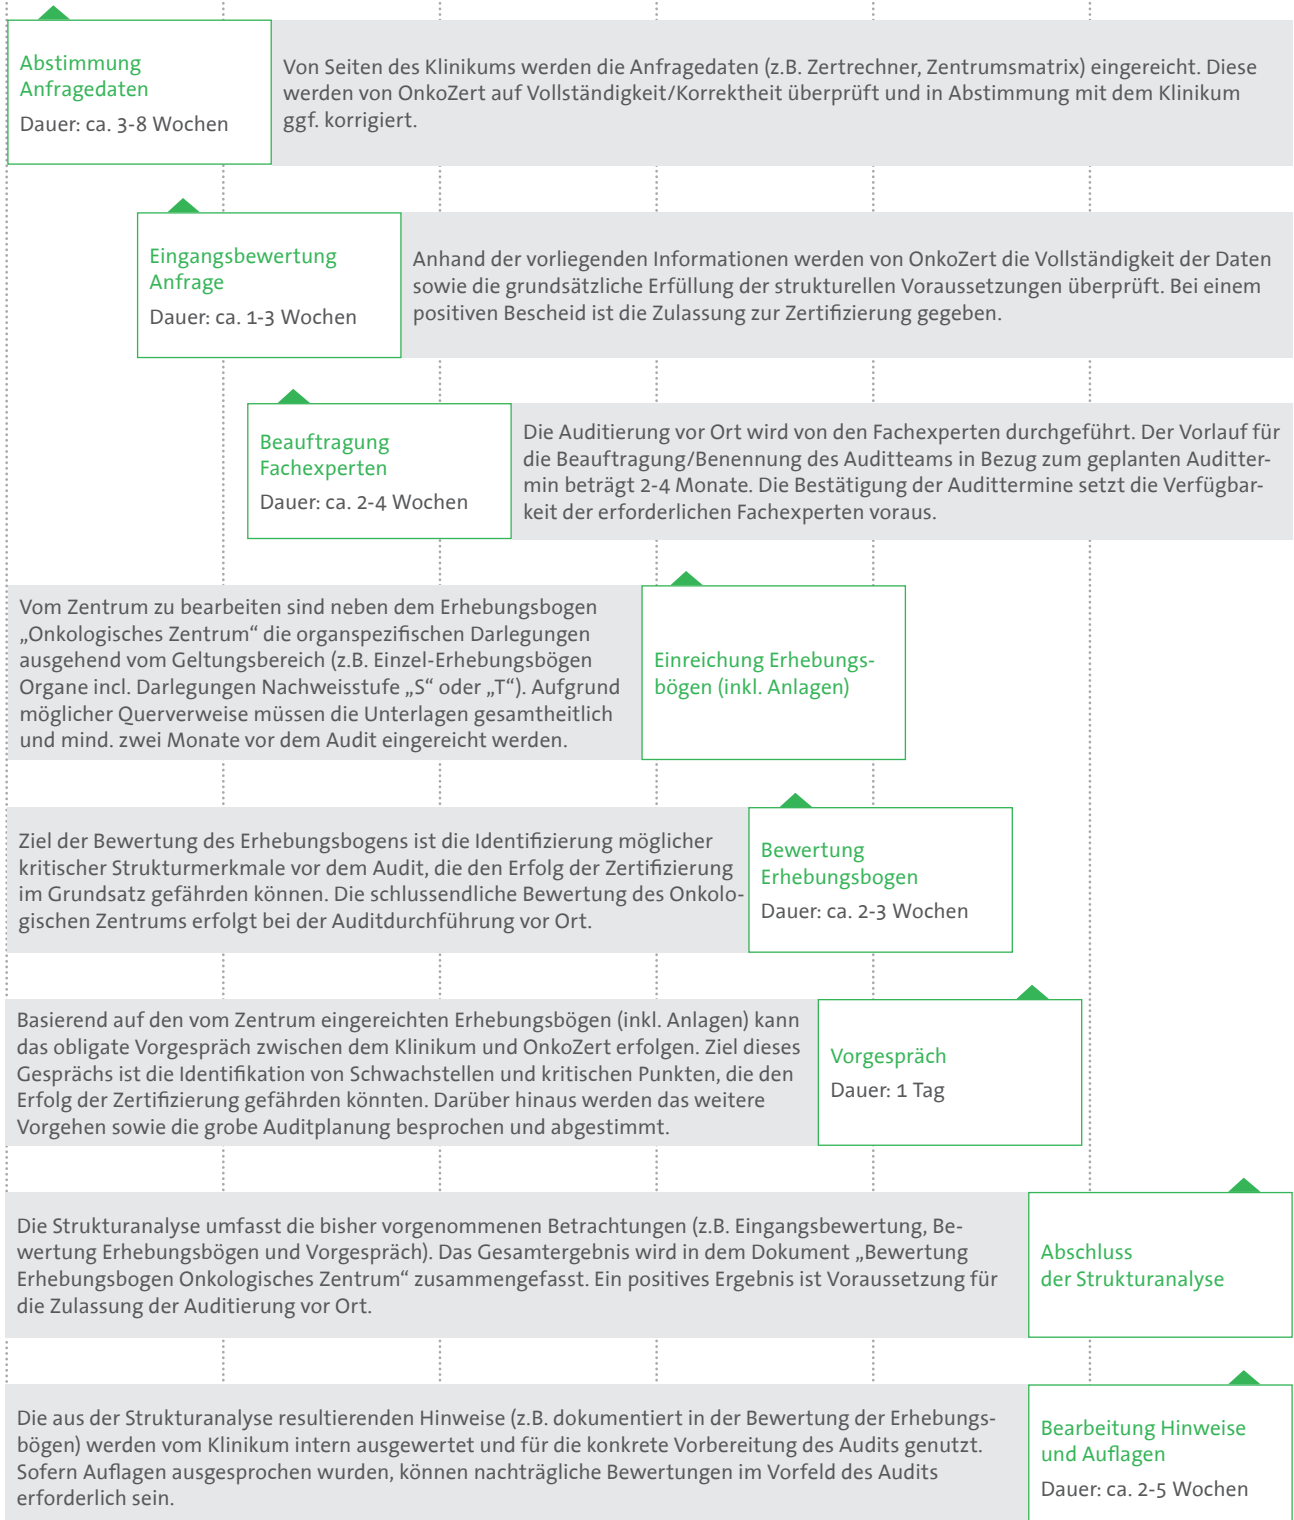 Abstimmung
Anfragedaten
Dauer: ca. 3-8 Wochen
Von Seiten des Klinikums werden die Anfragedaten (z.B. Zertrechner, Zentrumsmatrix) eingereicht. Diese
werden von OnkoZert auf Vollständigkeit/Korrektheit überprüft und in Abstimmung mit dem Klinikum
ggf. korrigiert.
Eingangsbewertung
Anfrage
Dauer: ca. 1-3 Wochen
Anhand der vorliegenden Informationen werden von OnkoZert die Vollständigkeit der Daten
sowie die grundsätzliche Erfüllung der strukturellen Voraussetzungen überprüft. Bei einem
positiven Bescheid ist die Zulassung zur Zertifizierung gegeben.
Beauftragung
Fachexperten
Dauer: ca. 2-4 Wochen
Die Auditierung vor Ort wird von den Fachexperten durchgeführt. Der Vorlauf für
die Beauftragung/Benennung des Auditteams in Bezug zum geplanten Auditter-
min beträgt 2-4 Monate. Die Bestätigung der Audittermine setzt die Verfügbar-
keit der erforderlichen Fachexperten voraus.
Vom Zentrum zu bearbeiten sind neben dem Erhebungsbogen
„Onkologisches Zentrum“ die organspezifischen Darlegungen
ausgehend vom Geltungsbereich (z.B. Einzel-Erhebungsbögen
Organe incl. Darlegungen Nachweisstufe „S“ oder „T“). Aufgrund
möglicher Querverweise müssen die Unterlagen gesamtheitlich
und mind. zwei Monate vor dem Audit eingereicht werden.
Einreichung Erhebungs-
bögen (inkl. Anlagen)
Ziel der Bewertung des Erhebungsbogens ist die Identifizierung möglicher
kritischer Strukturmerkmale vor dem Audit, die den Erfolg der Zertifizierung
im Grundsatz gefährden können. Die schlussendliche Bewertung des Onkolo-
gischen Zentrums erfolgt bei der Auditdurchführung vor Ort.
Bewertung
Erhebungsbogen
Dauer: ca. 2-3 Wochen
Basierend auf den vom Zentrum eingereichten Erhebungsbögen (inkl. Anlagen) kann
das obligate Vorgespräch zwischen dem Klinikum und OnkoZert erfolgen. Ziel dieses
Gesprächs ist die Identifikation von Schwachstellen und kritischen Punkten, die den
Erfolg der Zertifizierung gefährden könnten. Darüber hinaus werden das weitere
Vorgehen sowie die grobe Auditplanung besprochen und abgestimmt.
Vorgespräch
Dauer: 1 Tag
Die Strukturanalyse umfasst die bisher vorgenommenen Betrachtungen (z.B. Eingangsbewertung, Be-
wertung Erhebungsbögen und Vorgespräch). Das Gesamtergebnis wird in dem Dokument „Bewertung
Erhebungsbogen Onkologisches Zentrum“ zusammengefasst. Ein positives Ergebnis ist Voraussetzung für
die Zulassung der Auditierung vor Ort.
Abschluss
der Strukturanalyse
Die aus der Strukturanalyse resultierenden Hinweise (z.B. dokumentiert in der Bewertung der Erhebungs-
bögen) werden vom Klinikum intern ausgewertet und für die konkrete Vorbereitung des Audits genutzt.
Sofern Auflagen ausgesprochen wurden, können nachträgliche Bewertungen im Vorfeld des Audits
erforderlich sein.
Bearbeitung Hinweise
und Auflagen
Dauer: ca. 2-5 Wochen